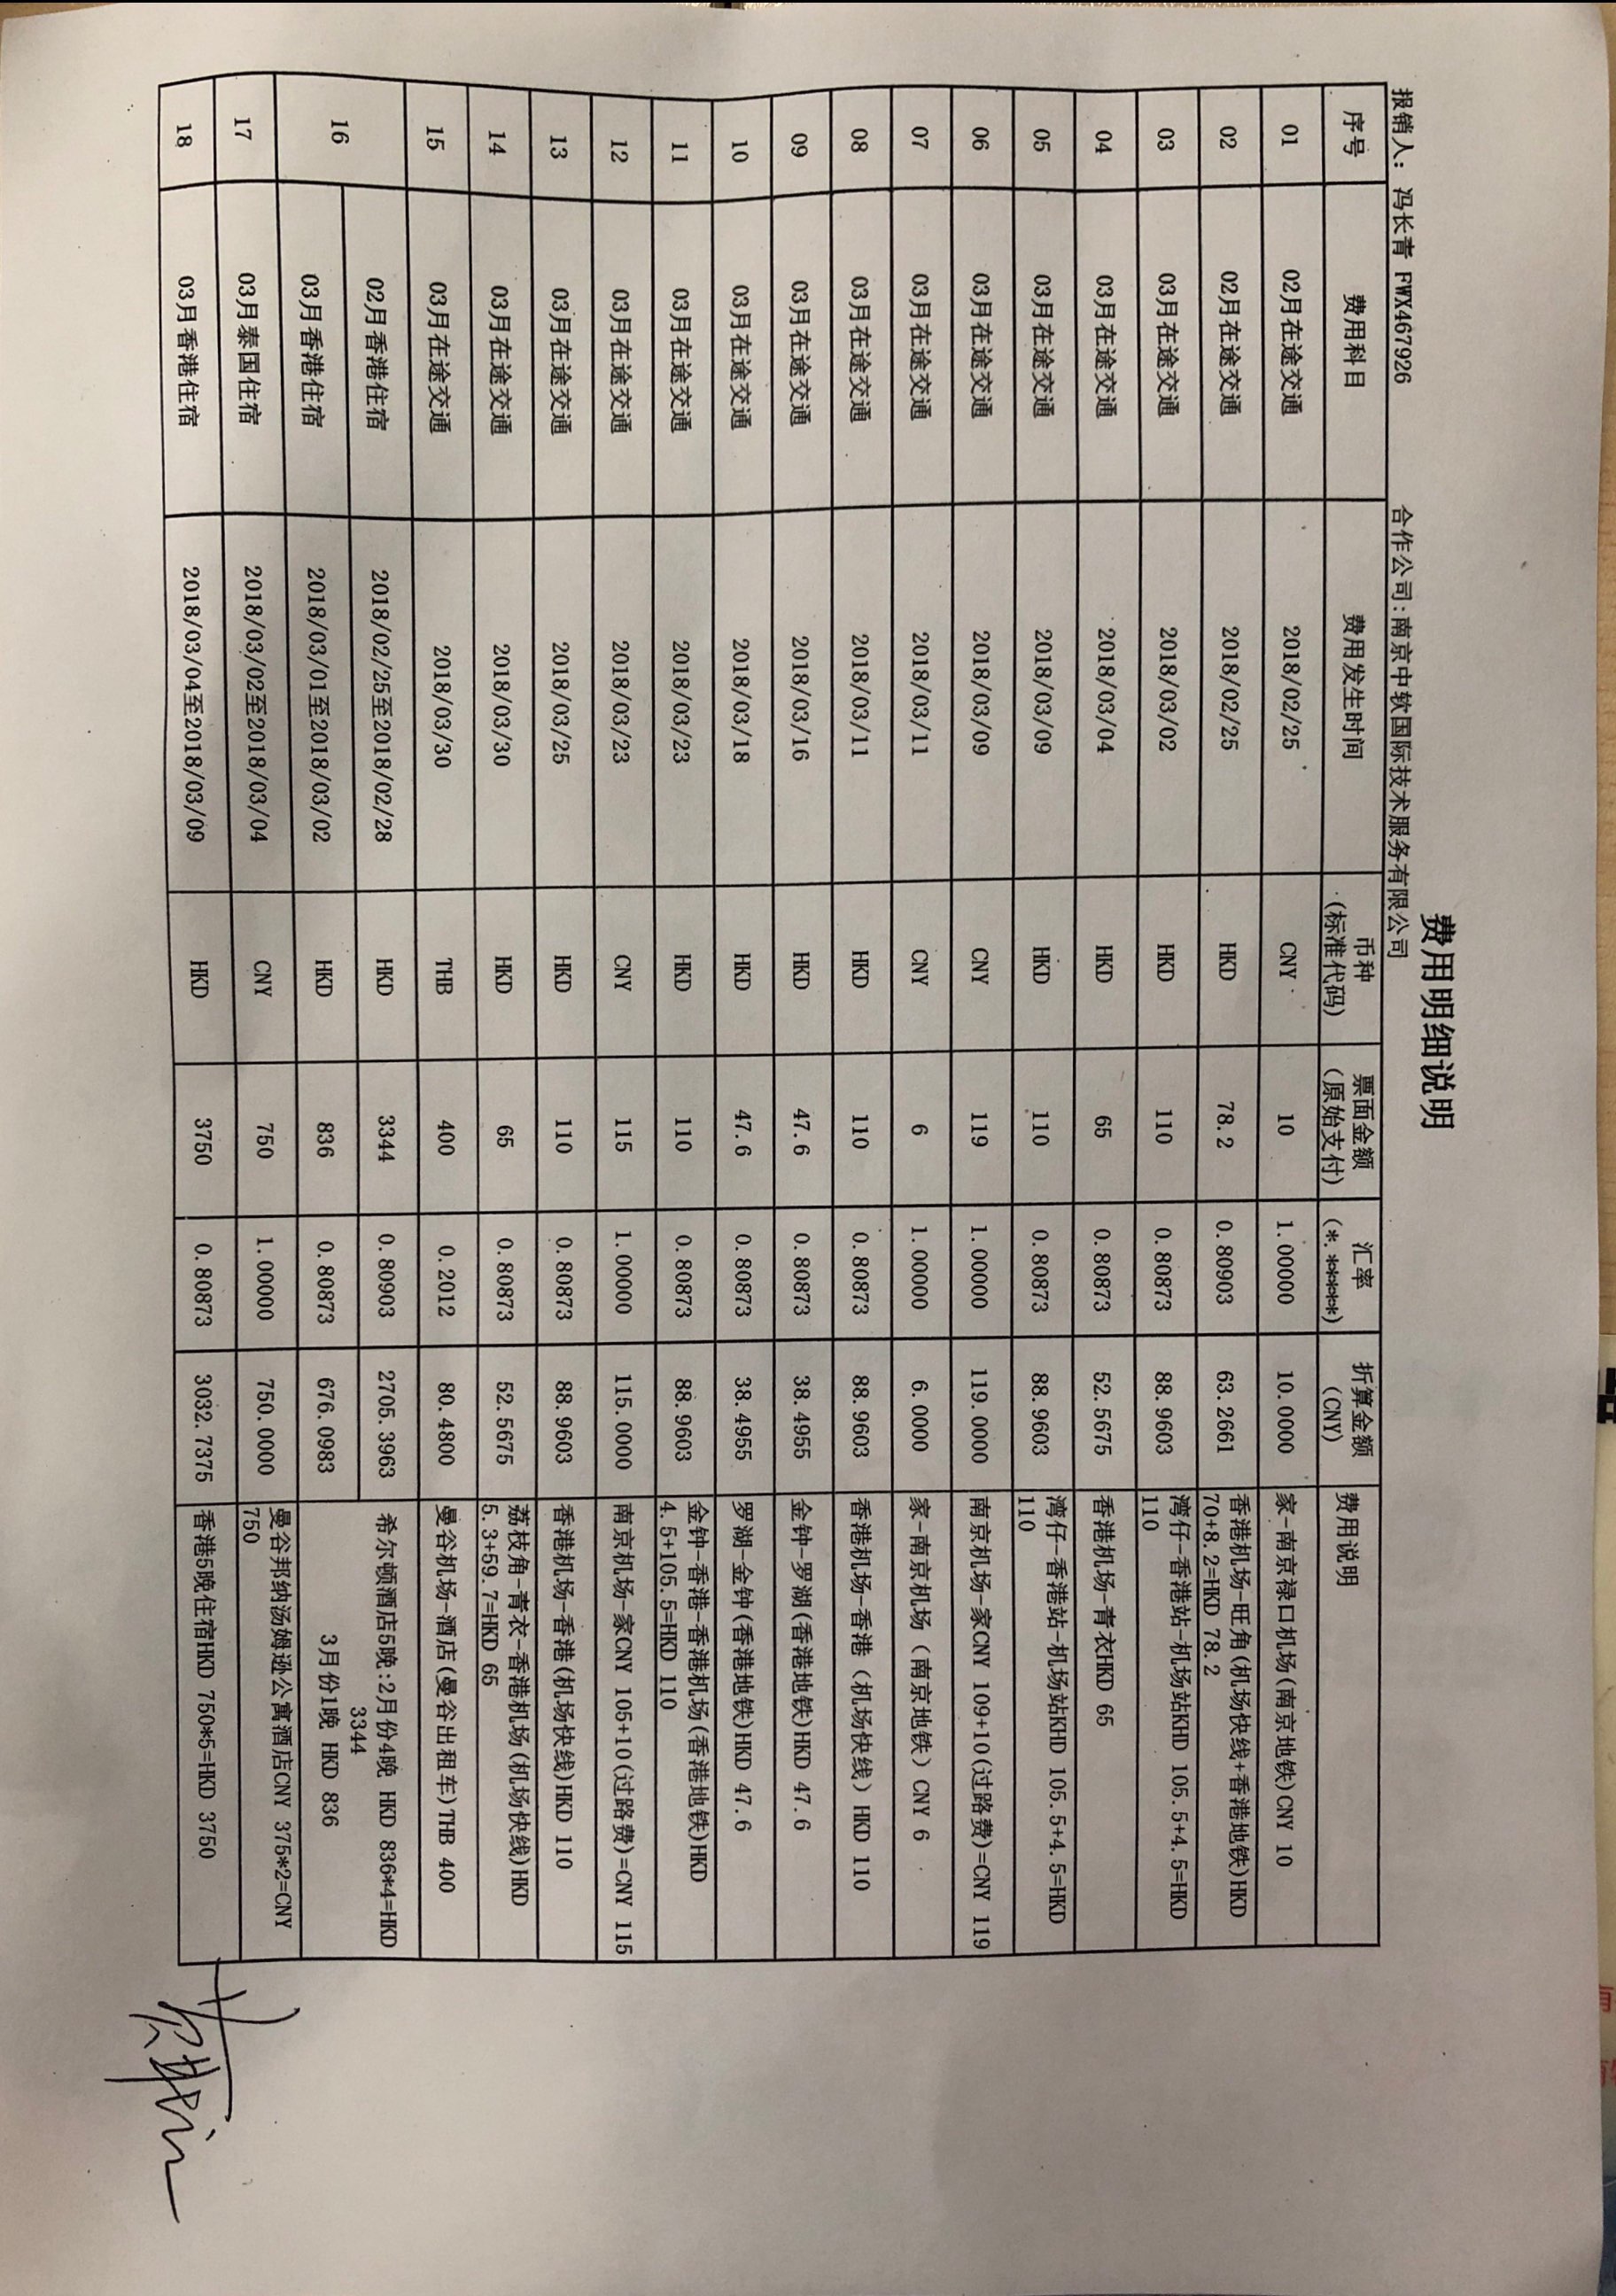 费用明细说明
报销人: 冯长青 FWX467926 合作公司:南京中软国际技术服务有限公司
序号 费用科目 费用发生时间 币种 票面金额 汇率 折算金额 费用说明
(标准代码) (原始支付) (*.*****) (CNY)
01 02月在途交通 2018/02/25 CNY 10 1.00000 10.0000 家-南京禄口机场(南京地铁)CNY 10
02 02月在途交通 2018/02/25 HKD 78.2 0.80903 63.2661 香港机场-旺角(机场快线+香港地铁)HKD
70+8.2=HKD 78.2
03 03月在途交通 2018/03/02 HKD 110 0.80873 88.9603 湾仔-香港站-机场站KHD 105.5+4.5=HKD
110
04 03月在途交通 2018/03/04 HKD 65 0.80873 52.5675 香港机场-青衣HKD 65
05 03月在途交通 2018/03/09 HKD 110 0.80873 88.9603 湾仔-香港站-机场站KHD 105.5+4.5=HKD
110
06 03月在途交通 2018/03/09 CNY 119 1.00000 119.0000 南京机场-家CNY 109+10(过路费)=CNY 119
07 03月在途交通 2018/03/11 CNY 6 1.00000 6.0000 家-南京机场（南京地铁）CNY 6
08 03月在途交通 2018/03/11 HKD 110 0.80873 88.9603 香港机场-香港（机场快线）HKD 110
09 03月在途交通 2018/03/16 HKD 47.6 0.80873 38.4955 金钟-罗湖(香港地铁)HKD 47.6
10 03月在途交通 2018/03/18 HKD 47.6 0.80873 38.4955 罗湖-金钟(香港地铁)HKD 47.6
11 03月在途交通 2018/03/23 HKD 110 0.80873 88.9603 金钟-香港-香港机场(香港地铁)HKD
4.5+105.5=HKD 110
12 03月在途交通 2018/03/23 CNY 115 1.00000 115.0000 南京机场-家CNY 105+10(过路费)=CNY 115
13 03月在途交通 2018/03/25 HKD 110 0.80873 88.9603 香港机场-香港(机场快线)HKD 110
14 03月在途交通 2018/03/30 HKD 65 0.80873 52.5675 荔枝角-青衣-香港机场(机场快线)HKD
5.3+59.7=HKD 65
15 03月在途交通 2018/03/30 THB 400 0.2012 80.4800 曼谷机场-酒店(曼谷出租车)THB 400
16 02月香港住宿 2018/02/25至2018/02/28 HKD 3344 0.80903 2705.3963 希尔顿酒店5晚:2月份4晚 HKD 836*4=HKD
3344
03月香港住宿 2018/03/01至2018/03/02 HKD 836 0.80873 676.0983 3月份1晚 HKD 836
17 03月泰国住宿 2018/03/02至2018/03/04 CNY 750 1.00000 750.0000 曼谷邦纳汤姆逊公寓酒店CNY 375*2=CNY
750
18 03月香港住宿 2018/03/04至2018/03/09 HKD 3750 0.80873 3032.7375 香港5晚住宿HKD 750*5=HKD 3750